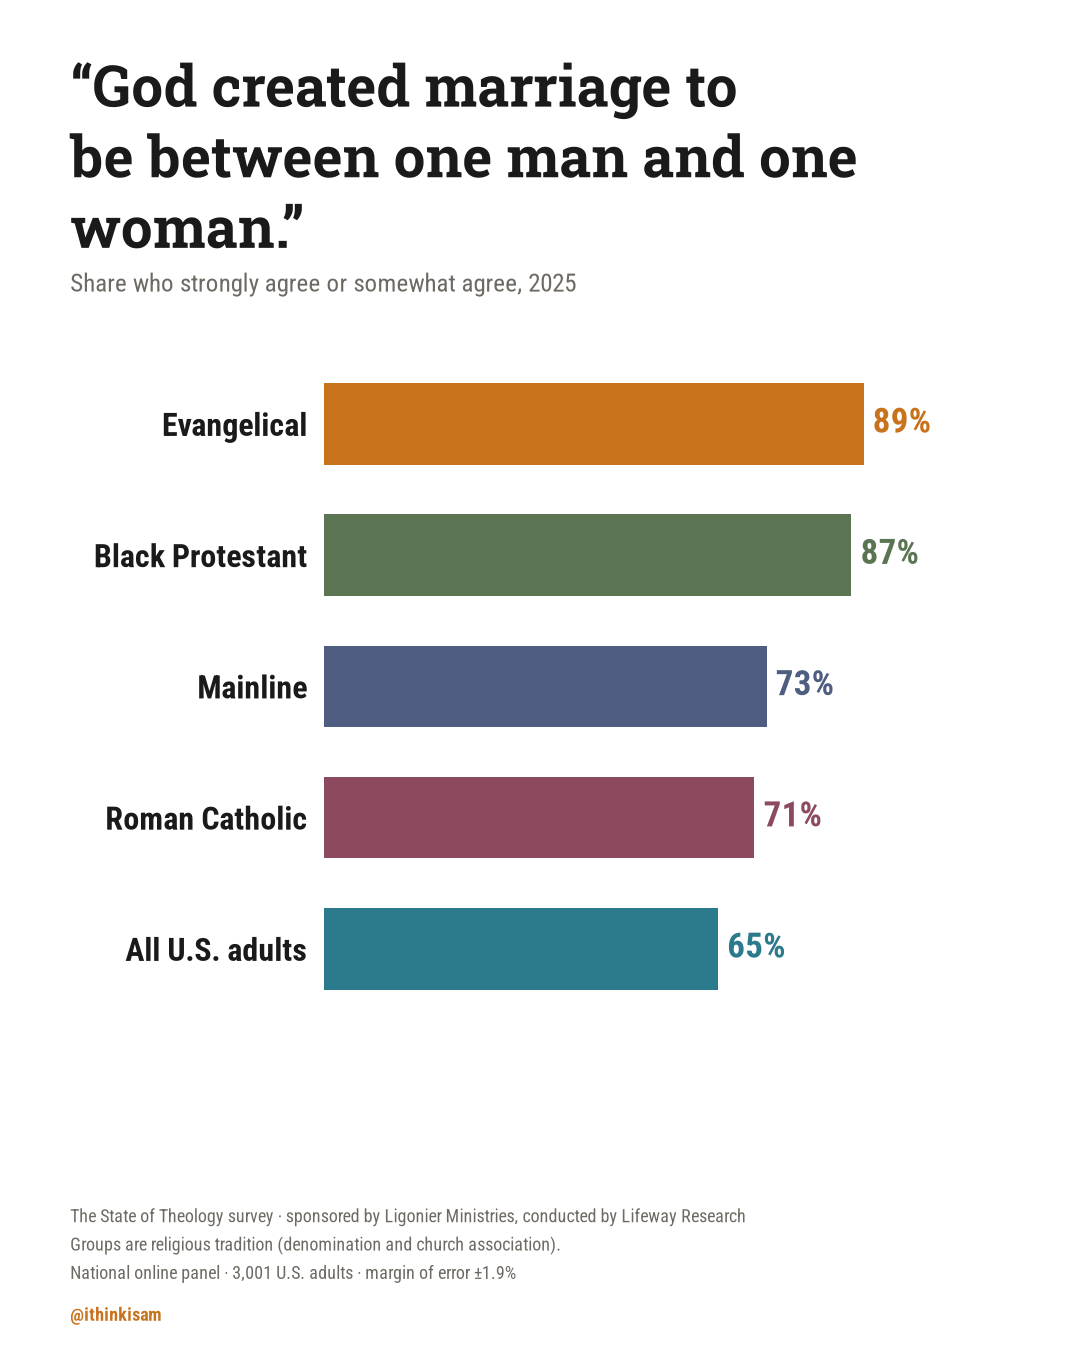 “God created marriage to
be between one man and one
woman.”
Share who strongly agree or somewhat agree, 2025
Evangelical 89%
Black Protestant 87%
Mainline 73%
Roman Catholic 71%
All U.S. adults 65%
The State of Theology survey · sponsored by Ligonier Ministries, conducted by Lifeway Research
Groups are religious tradition (denomination and church association).
National online panel · 3,001 U.S. adults · margin of error ±1.9%
@ithinkisam